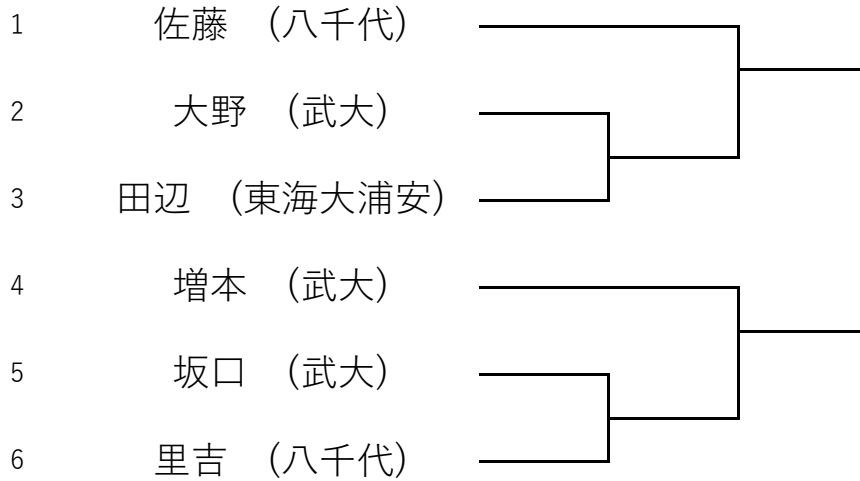 1 佐藤 (八千代)
2 大野 (武大)
3 田辺 (東海大浦安)
4 増本 (武大)
5 坂口 (武大)
6 里吉 (八千代)